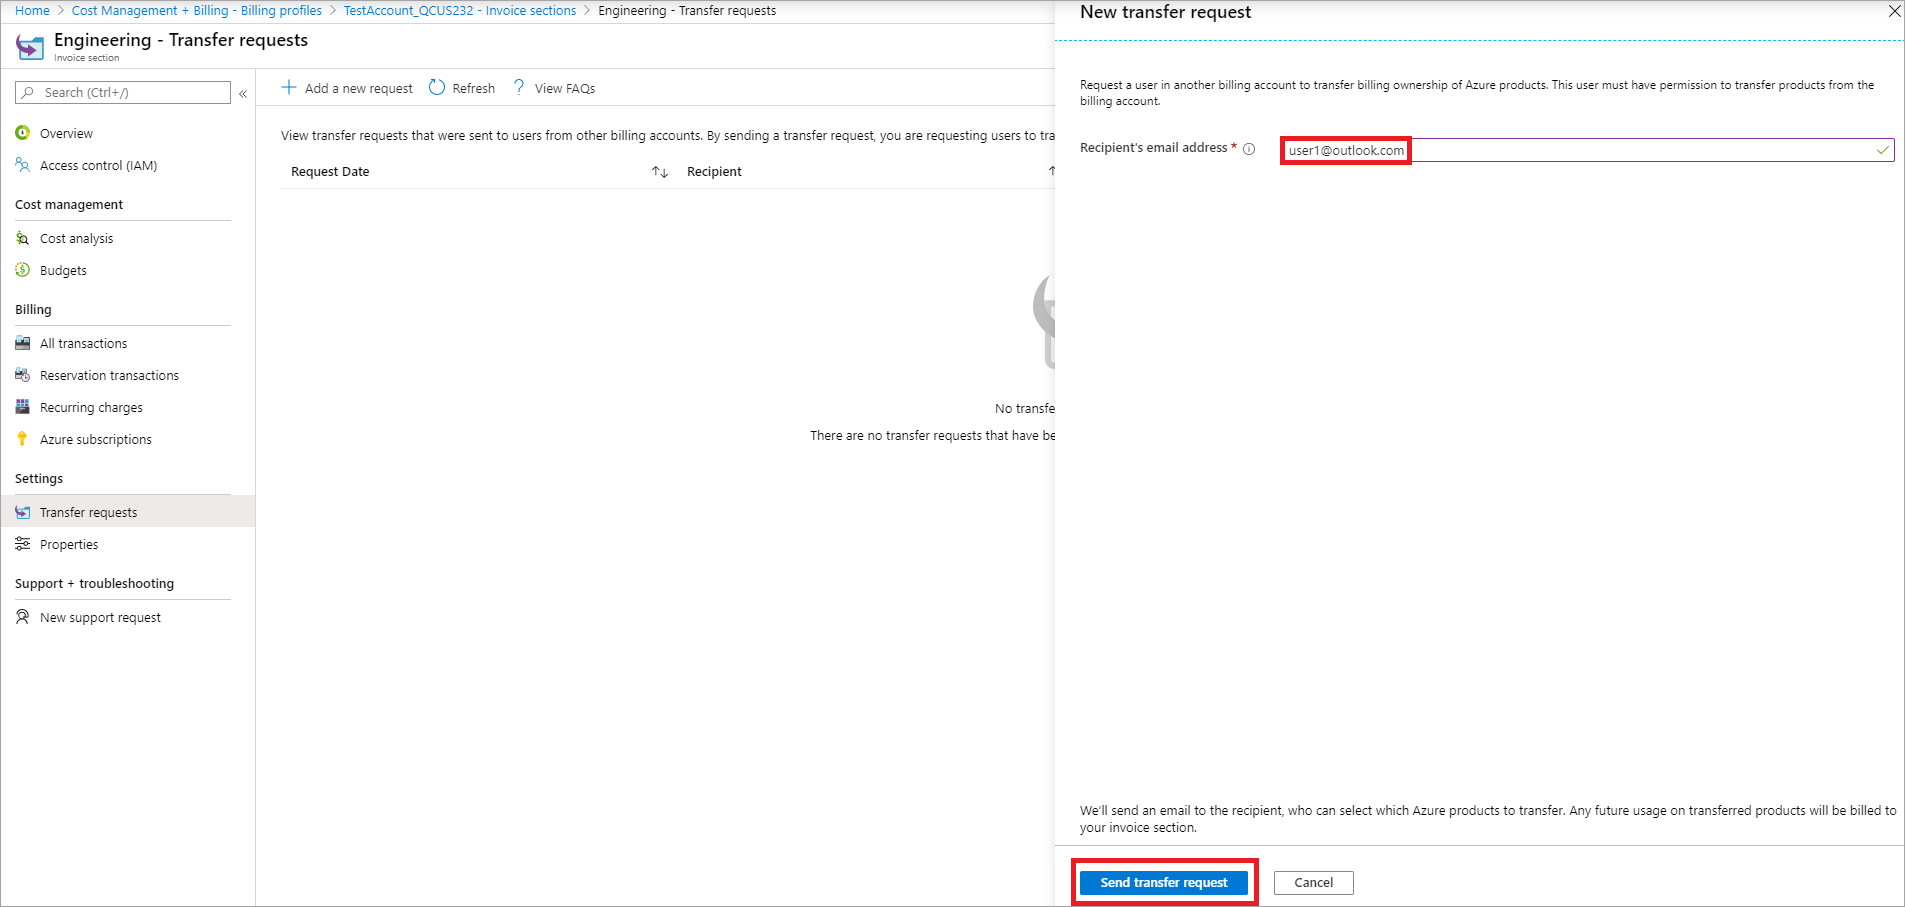 Home > Cost Management + Billing - Billing profiles > TestAccount_QCUS232 - Invoice sections > Engineering - Transfer requests
Engineering - Transfer requests
Invoice section
Search (Ctrl+/)
«
Overview
Access control (IAM)
Cost management
Cost analysis
Budgets
Billing
All transactions
Reservation transactions
Recurring charges
Azure subscriptions
Settings
Transfer requests
Properties
Support + troubleshooting
New support request
Add a new request Refresh ? View FAQs
View transfer requests that were sent to users from other billing accounts. By sending a transfer request, you are requesting users to tra
Request Date ↑↓ Recipient ↑
No transfe
There are no transfer requests that have be
New transfer request
Request a user in another billing account to transfer billing ownership of Azure products. This user must have permission to transfer products from the
billing account.
Recipient's email address * user1@outlook.com
We'll send an email to the recipient, who can select which Azure products to transfer. Any future usage on transferred products will be billed to
your invoice section.
Send transfer request Cancel